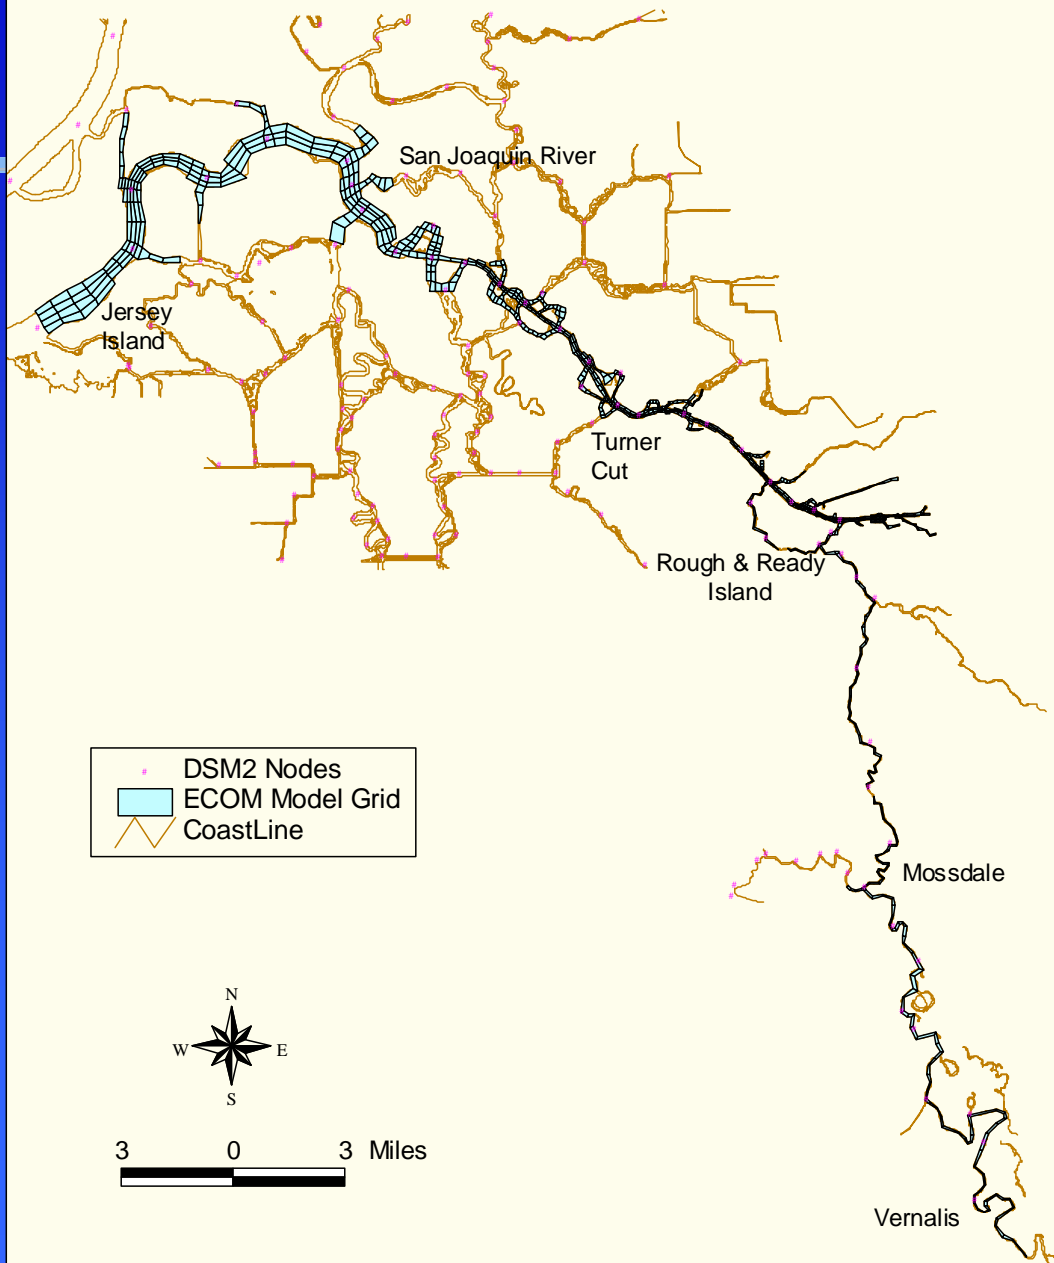 San Joaquin River
Jersey
Island
Turner
Cut
Rough & Ready
Island
DSM2 Nodes
ECOM Model Grid
CoastLine
Mossdale
N
W
E
S
3 0 3 Miles
Vernalis